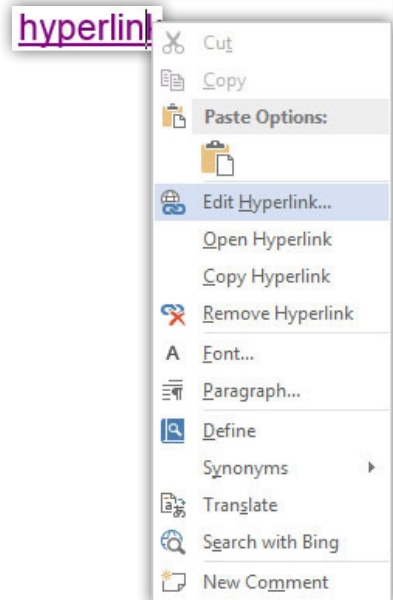 hyperlink
Cut
Copy
Paste Options:
Edit Hyperlink...
Open Hyperlink
Copy Hyperlink
Remove Hyperlink
A Font...
Paragraph...
Define
Synonyms
Translate
Search with Bing
New Comment